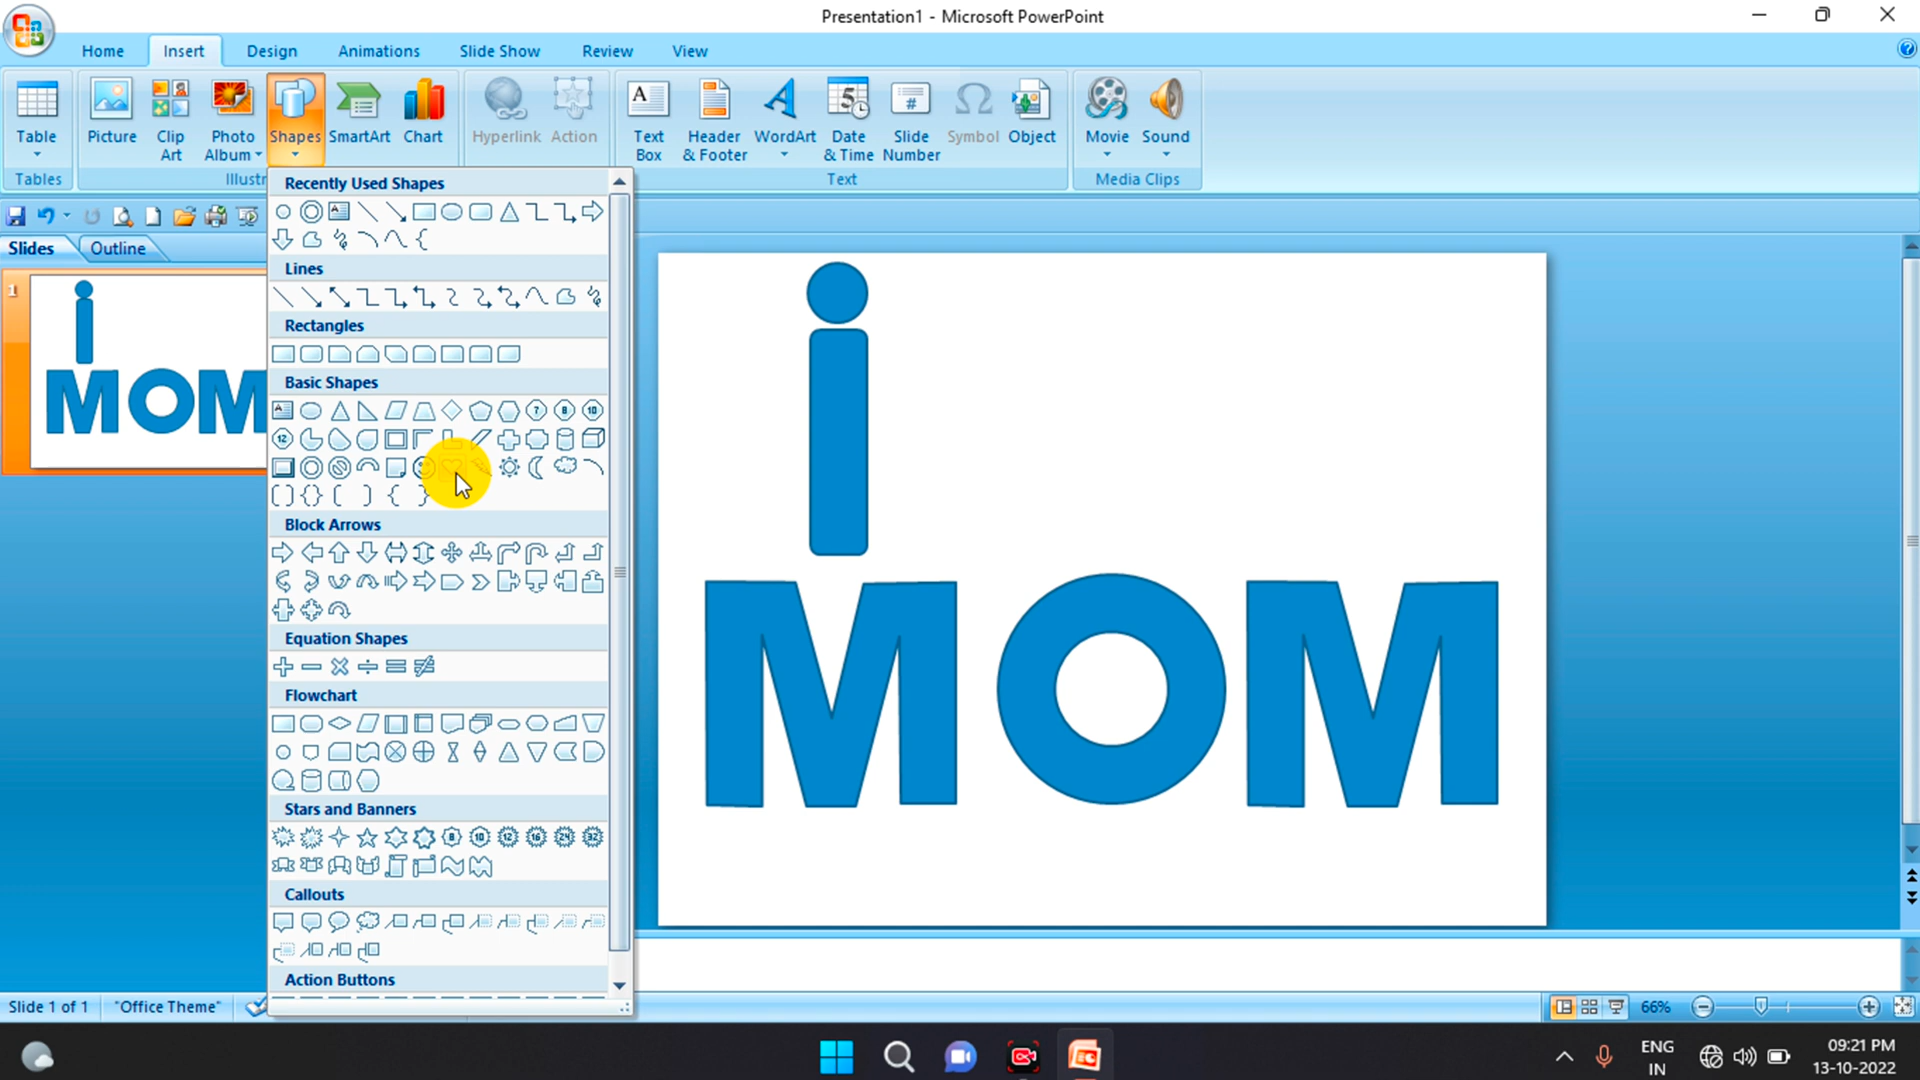 Presentation1 - Microsoft PowerPoint
Home Insert Design Animations Slide Show Review View
Table Picture Clip Art Photo Album Shapes SmartArt Chart Hyperlink Action Text Box Header & Footer WordArt Date & Time Slide Number Symbol Object Movie Sound
Tables Illustr Text Media Clips
Recently Used Shapes
Slides Outline
Lines
1
Rectangles
Basic Shapes
Block Arrows
Equation Shapes
Flowchart
Stars and Banners
Callouts
Action Buttons
i
MOM
i
MOM
Slide 1 of 1 "Office Theme" 66%
ENG
IN
09:21 PM
13-10-2022